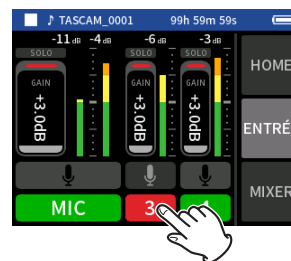 ♪ TASCAM_0001 99h 59m 59s
-11 dB -4 dB -6 dB -3 dB
SOLO SOLO SOLO
GAIN GAIN GAIN
+3.0dB +3.0dB +3.0dB
HOME
ENTRÉ
MIXER
MIC 3